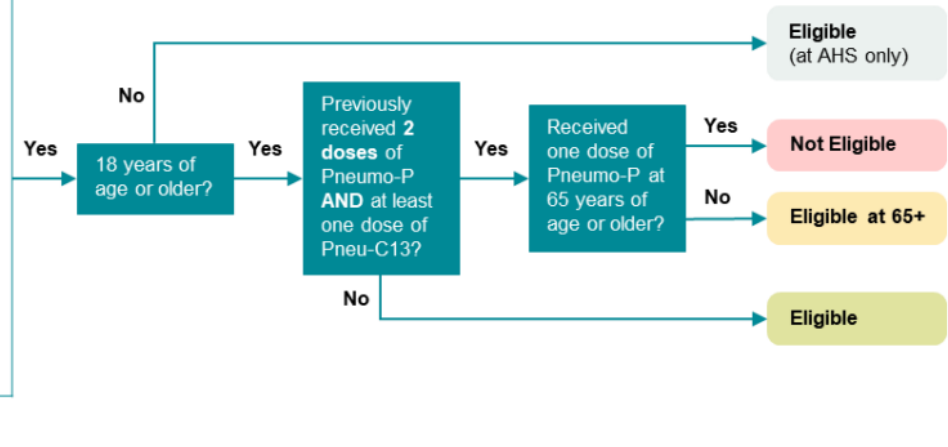 Eligible
(at AHS only)
No
Yes
18 years of
age or older?
Yes
Previously
received 2
doses of
Pneumo-P
AND at least
one dose of
Pneu-C13?
Yes
Received
one dose of
Pneumo-P at
65 years of
age or older?
Yes
Not Eligible
No
Eligible at 65+
No
Eligible